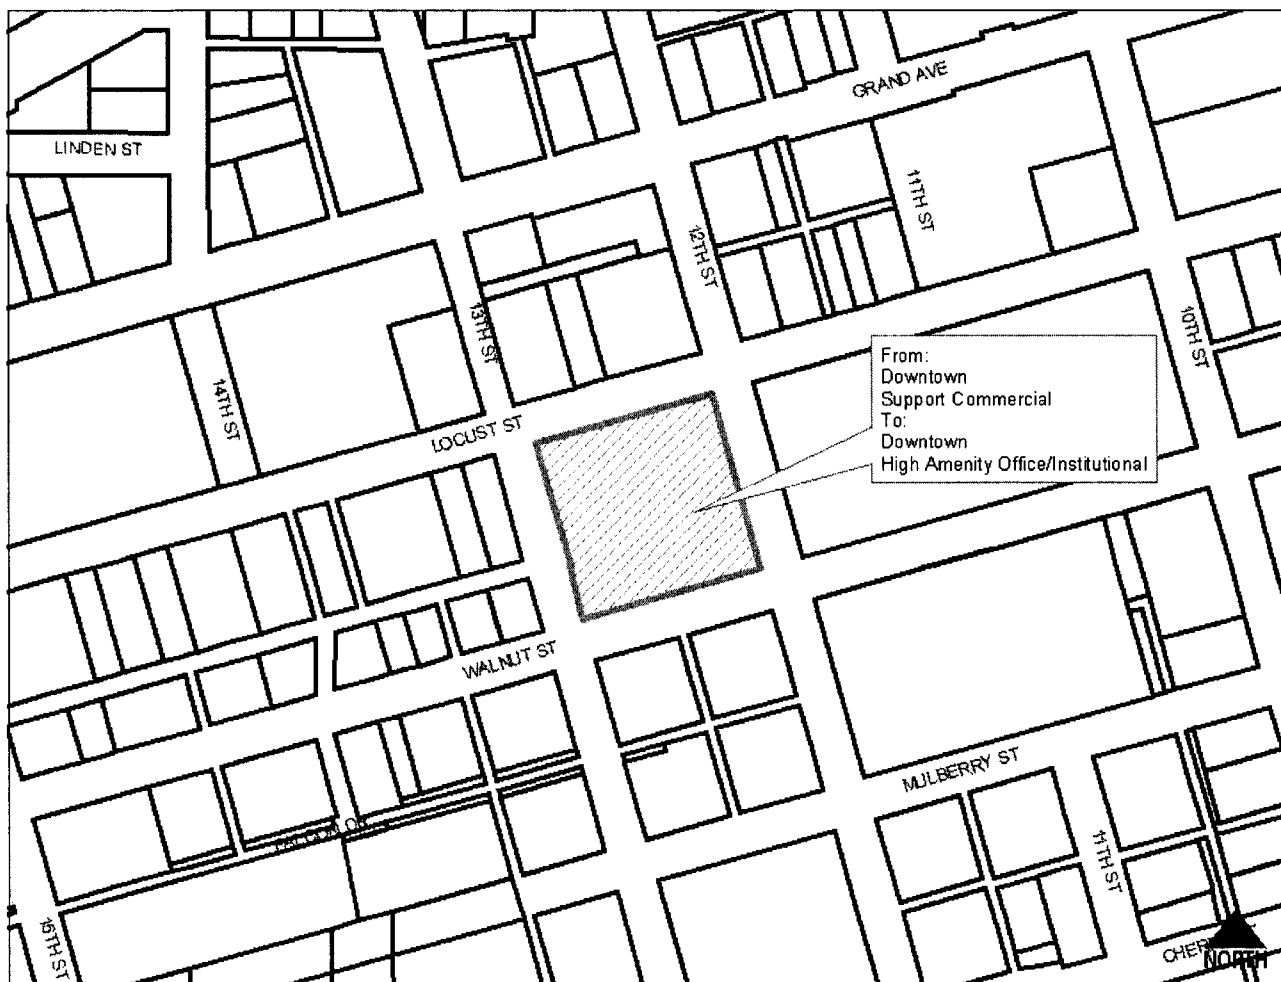 GRAND AVE
LINDEN ST
11TH ST
12TH ST
13TH ST
10TH ST
From:
Downtown
Support Commercial
To:
Downtown
High Amenity Office/Institutional
14TH ST
LOCUST ST
WALNUT ST
MULBERRY ST
11TH ST
15TH ST
NORTH